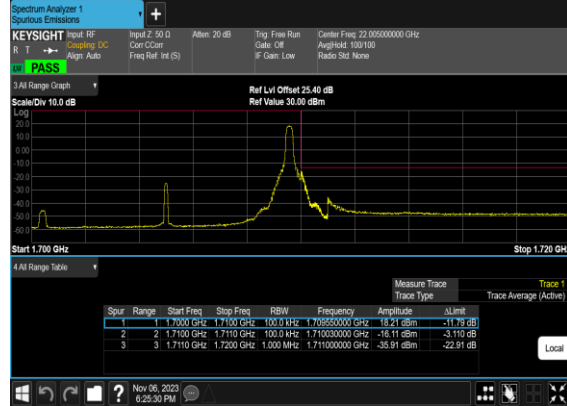 Spectrum Analyzer 1
Spurious Emissions
+
KEYSIGHT Input: RF Input Z: 50 Ω Atten: 20 dB Trig: Free Run Center Freq: 22.005000000 GHz
R T Coupling: DC Corr CCorr Gate: Off Avg|Hold: 100/100
Align: Auto Freq Ref: Int (S) IF Gain: Low Radio Std: None
LW PASS
3 All Range Graph
Ref Lvl Offset 25.40 dB
Scale/Div 10.0 dB Ref Value 30.00 dBm
Log
20.0
10.0
0.00
-10.0
-20.0
-30.0
-40.0
-50.0
-60.0
Start 1.700 GHz Stop 1.720 GHz
4 All Range Table
Measure Trace Trace 1
Trace Type Trace Average (Active)
Spur Range Start Freq Stop Freq RBW Frequency Amplitude ΔLimit
1 1 1.7000 GHz 1.7100 GHz 100.0 kHz 1.709550000 GHz 18.21 dBm -11.79 dB
2 2 1.7100 GHz 1.7110 GHz 100.0 kHz 1.710030000 GHz -16.11 dBm -3.110 dB
3 3 1.7110 GHz 1.7200 GHz 1.000 MHz 1.711000000 GHz -35.91 dBm -22.91 dB
Local
? Nov 06, 2023
6:25:30 PM